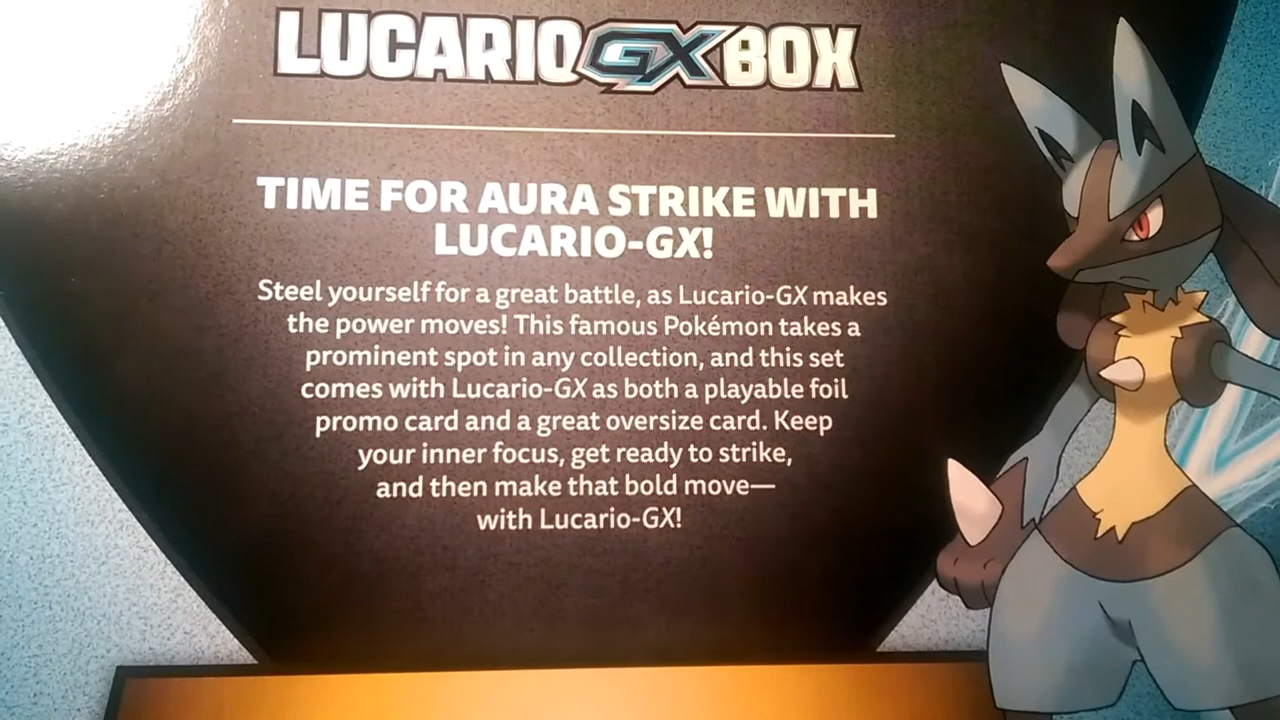 LUCARIO GX BOX
TIME FOR AURA STRIKE WITH
LUCARIO-GX!
Steel yourself for a great battle, as Lucario-GX makes
the power moves! This famous Pokémon takes a
prominent spot in any collection, and this set
comes with Lucario-GX as both a playable foil
promo card and a great oversize card. Keep
your inner focus, get ready to strike,
and then make that bold move—
with Lucario-GX!